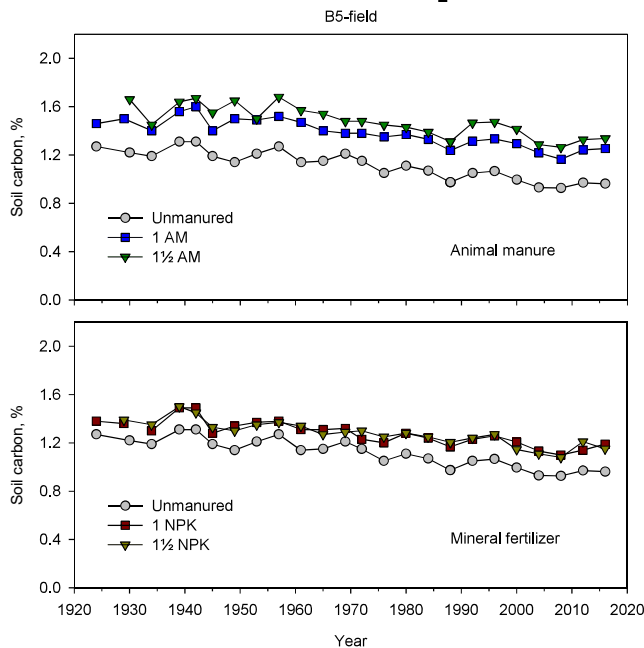 B5-field
2.0
1.6
1.2
0.8
0.4
0.0
Soil carbon, %
Unmanured
1 AM
1½ AM
Animal manure
2.0
1.6
1.2
0.8
0.4
0.0
Soil carbon, %
Unmanured
1 NPK
1½ NPK
Mineral fertilizer
1920 1930 1940 1950 1960 1970 1980 1990 2000 2010 2020
Year